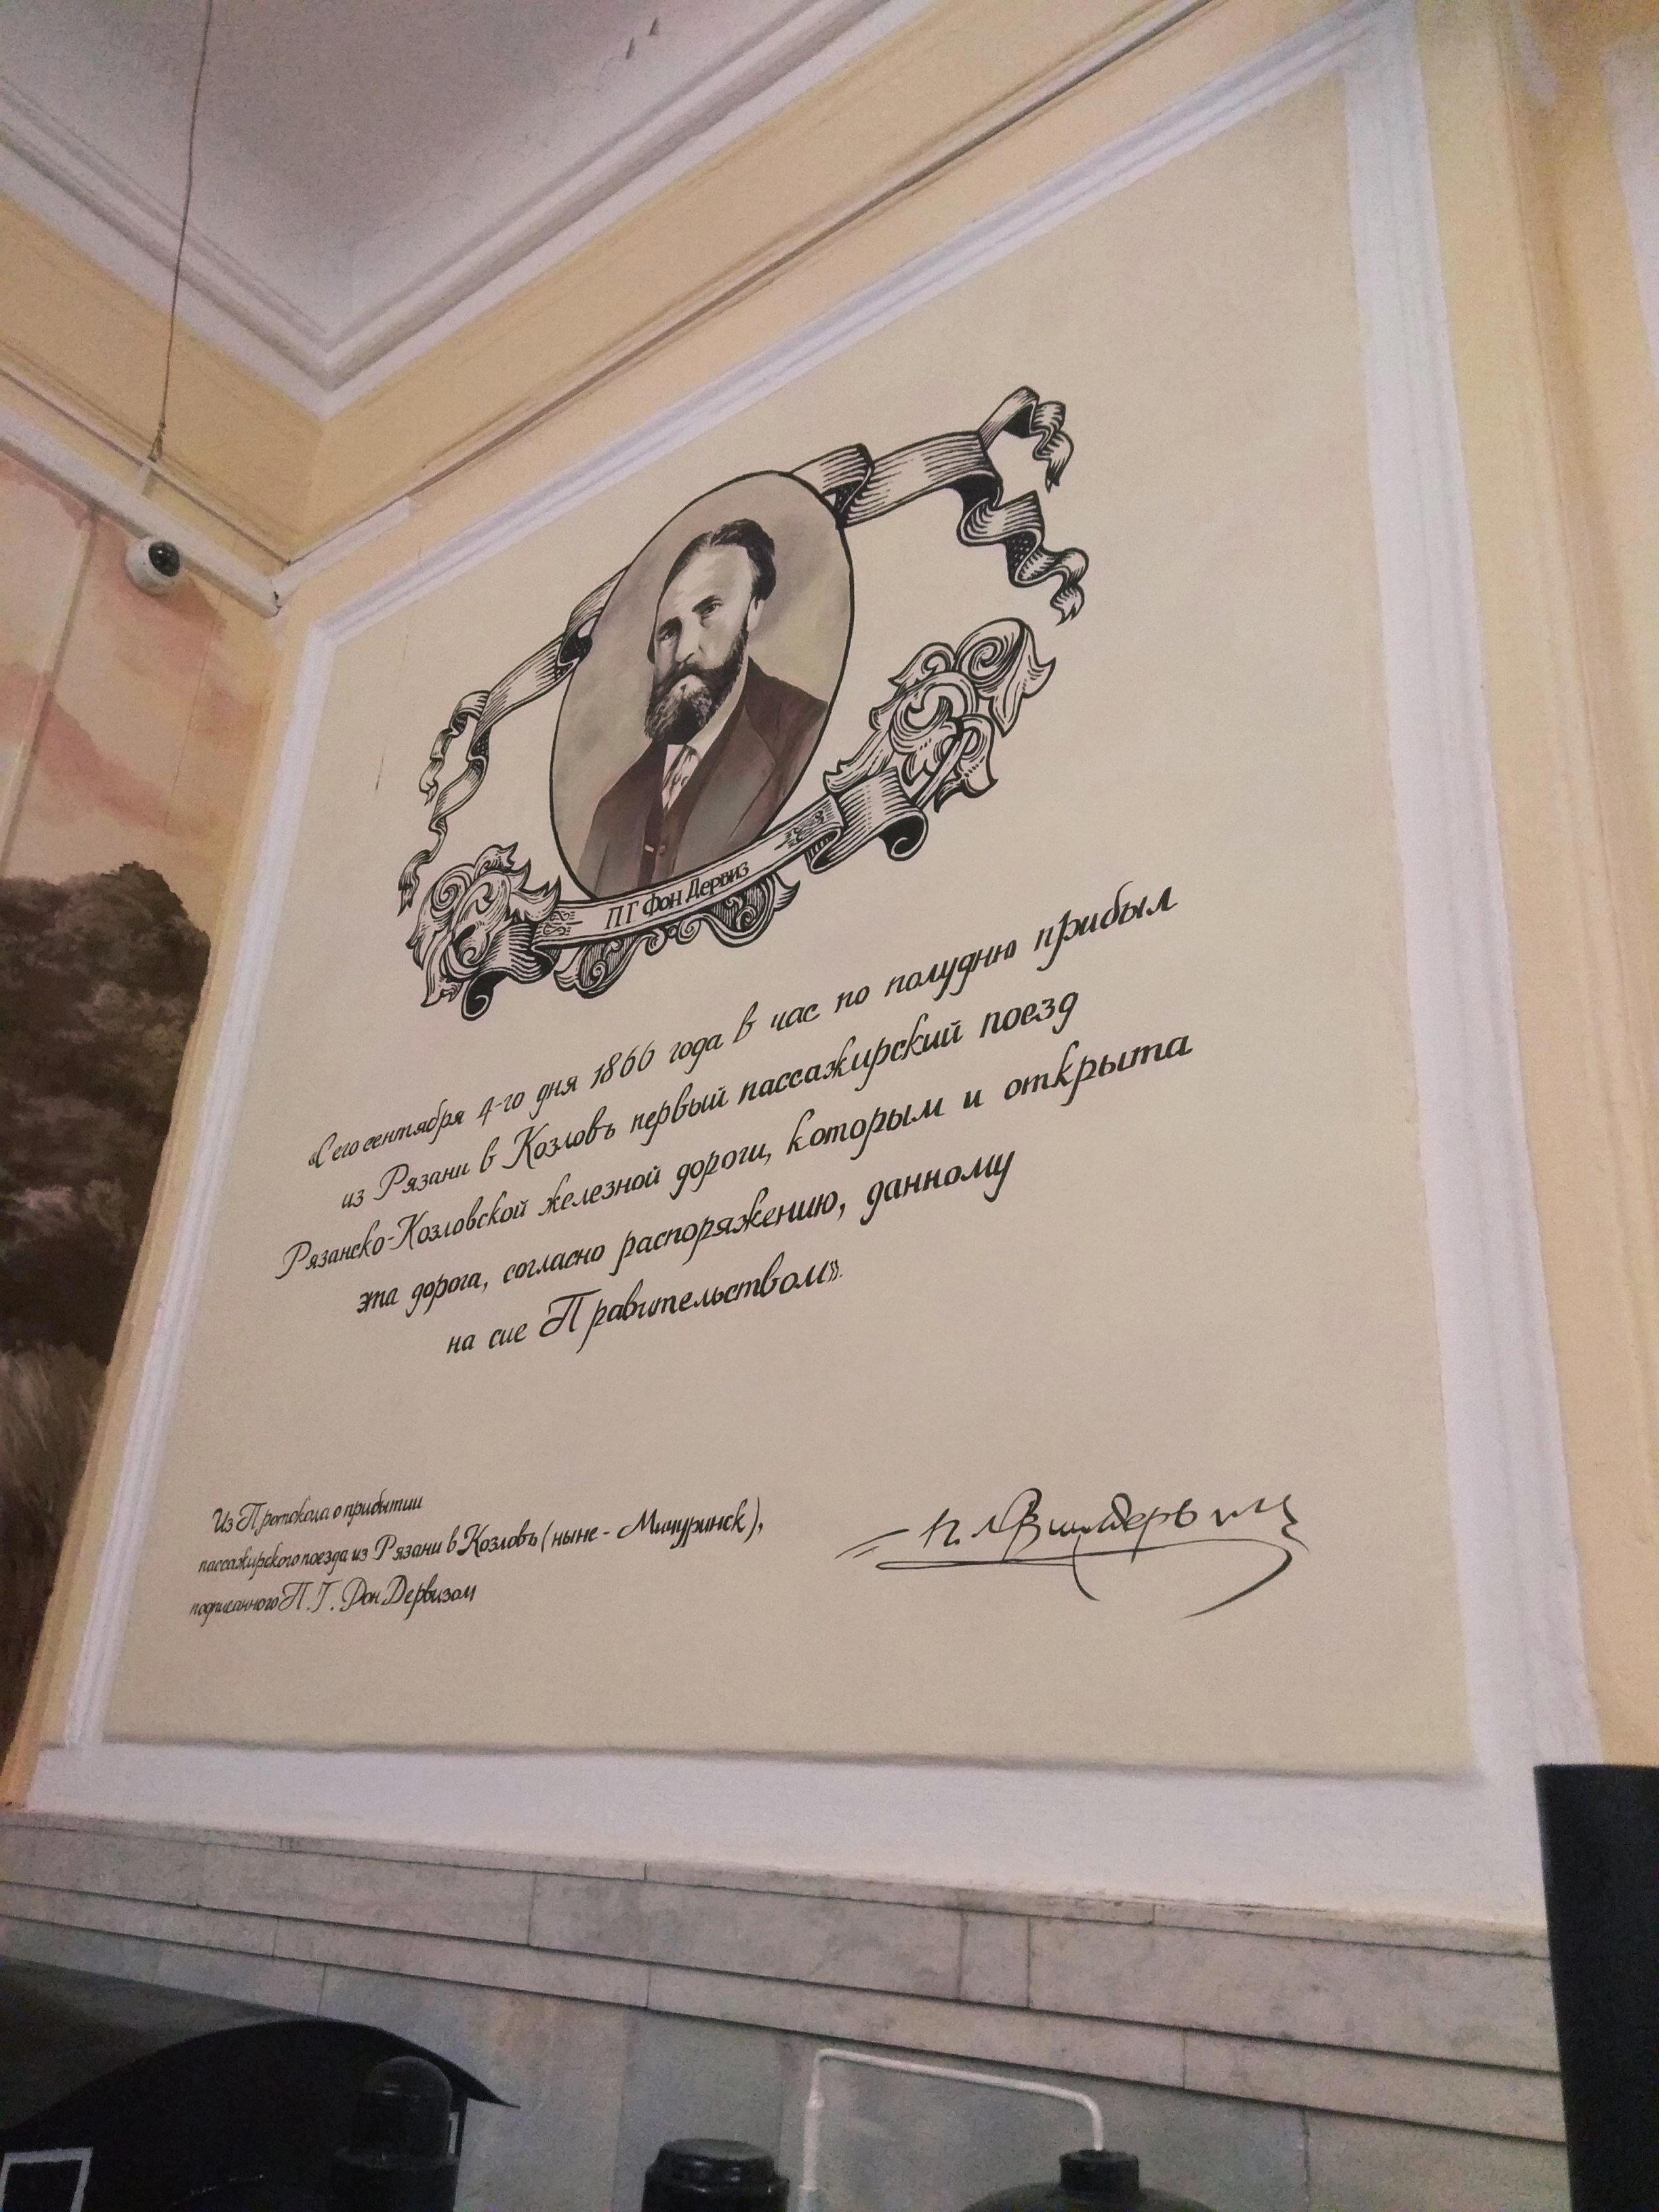 П Г Фон Дервиз
«Сего сентября 4-го дня 1866 года в час по полудню прибыл
из Рязани в Козловъ первый пассажирский поезд
Рязанско-Козловской железной дороги, которым и открыта
эта дорога, согласно распоряжению, данному
на сие Правительством».
Из Протокола о прибытии
пассажирского поезда из Рязани в Козловъ (ныне - Мичуринск),
подписанного П. Г. Фон Дервизом